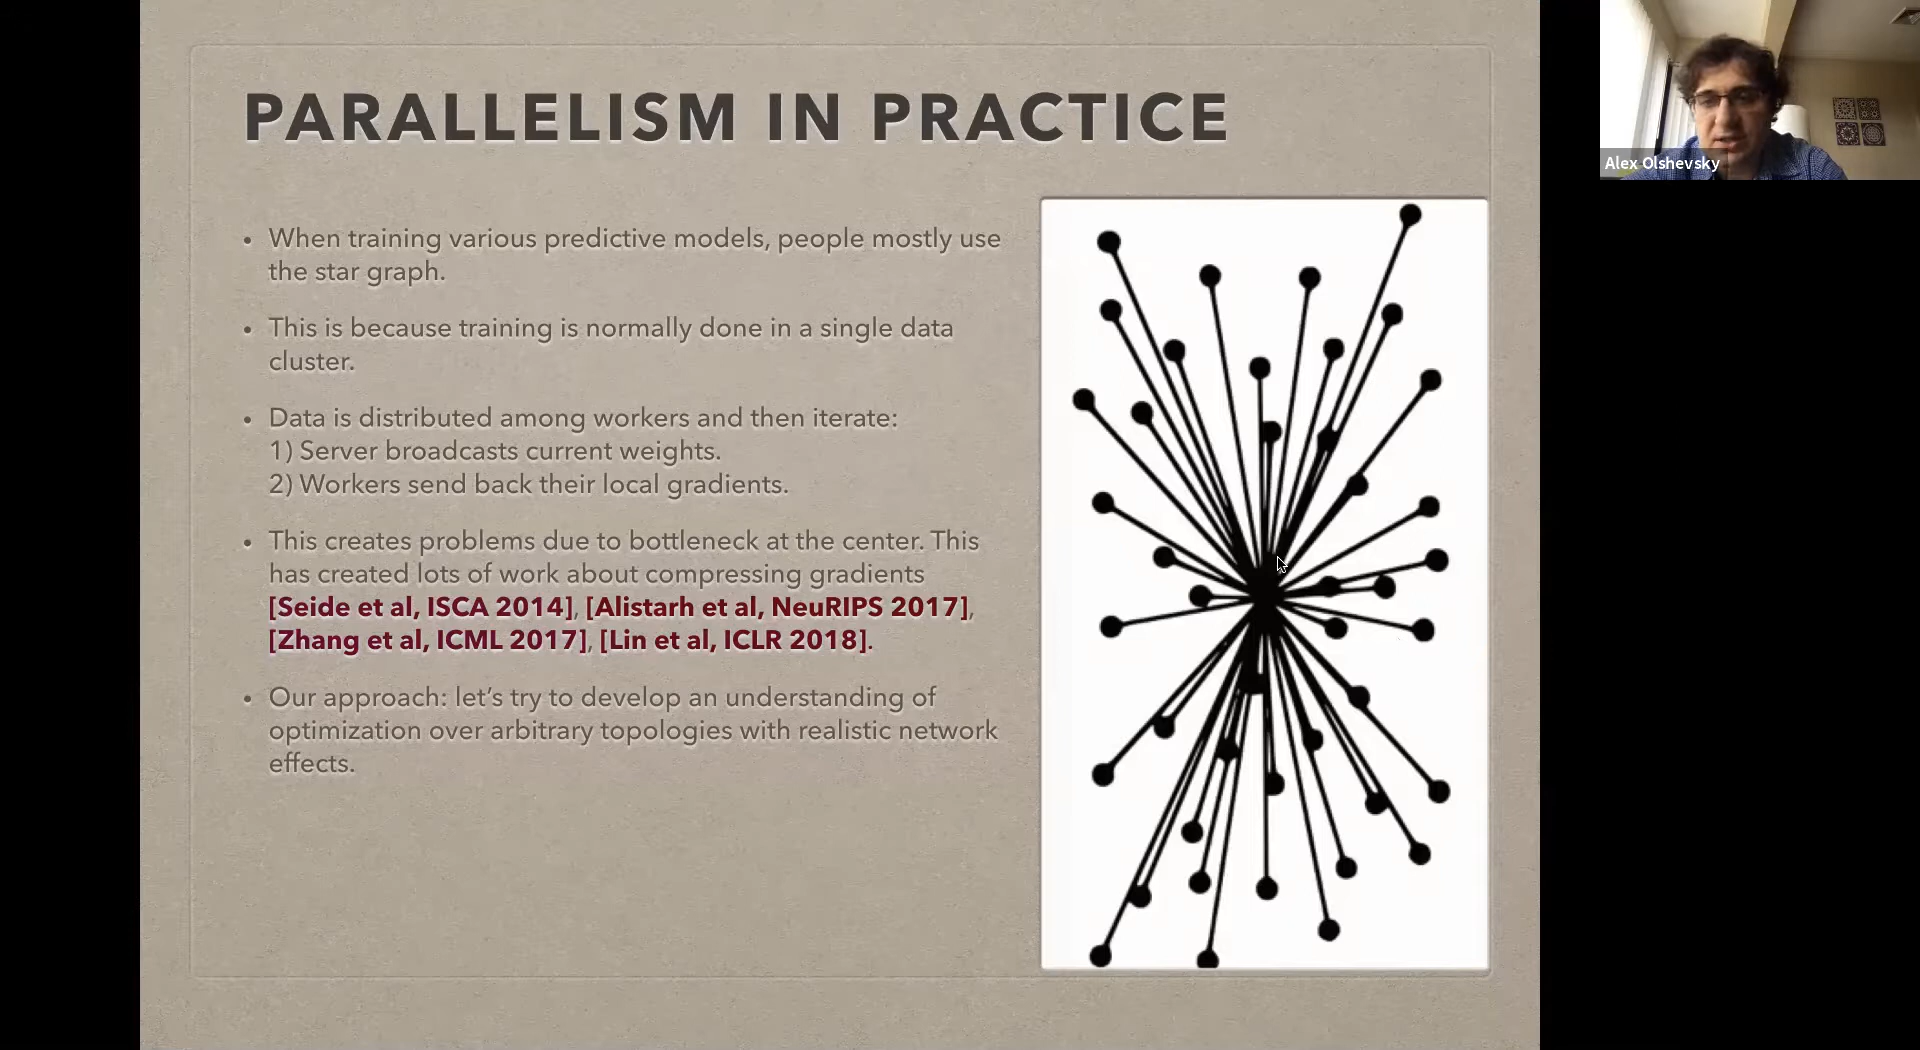 PARALLELISM IN PRACTICE
• When training various predictive models, people mostly use
the star graph.
• This is because training is normally done in a single data
cluster.
• Data is distributed among workers and then iterate:
1) Server broadcasts current weights.
2) Workers send back their local gradients.
• This creates problems due to bottleneck at the center. This
has created lots of work about compressing gradients
[Seide et al, ISCA 2014], [Alistarh et al, NeuRIPS 2017],
[Zhang et al, ICML 2017], [Lin et al, ICLR 2018].
• Our approach: let’s try to develop an understanding of
optimization over arbitrary topologies with realistic network
effects.
Alex Olshevsky